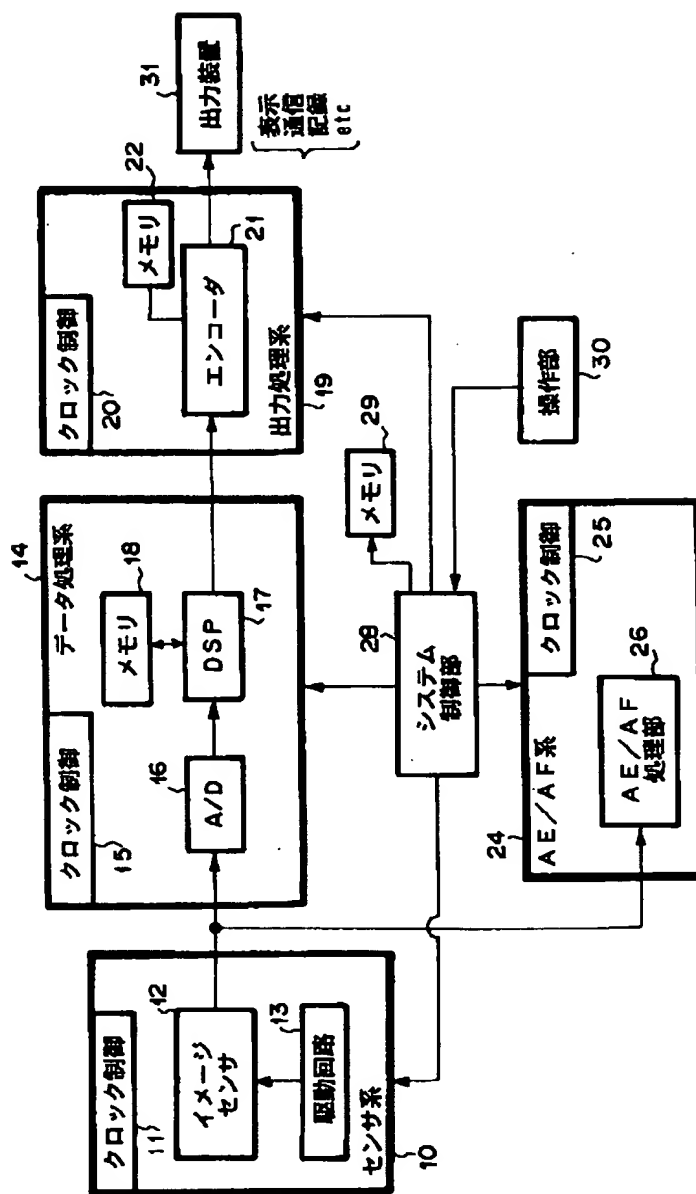 クロック制御
11
イメージ
センサ
12
駆動回路
13
センサ系
10
クロック制御
15
データ処理系
14
A/D
16
DSP
17
メモリ
18
クロック制御
20
エンコーダ
21
メモリ
22
出力処理系
19
出力装置
31
表示
通信
記録
etc
システム
制御部
28
メモリ
29
操作部
30
AE/AF系
24
クロック制御
25
AE/AF
処理部
26